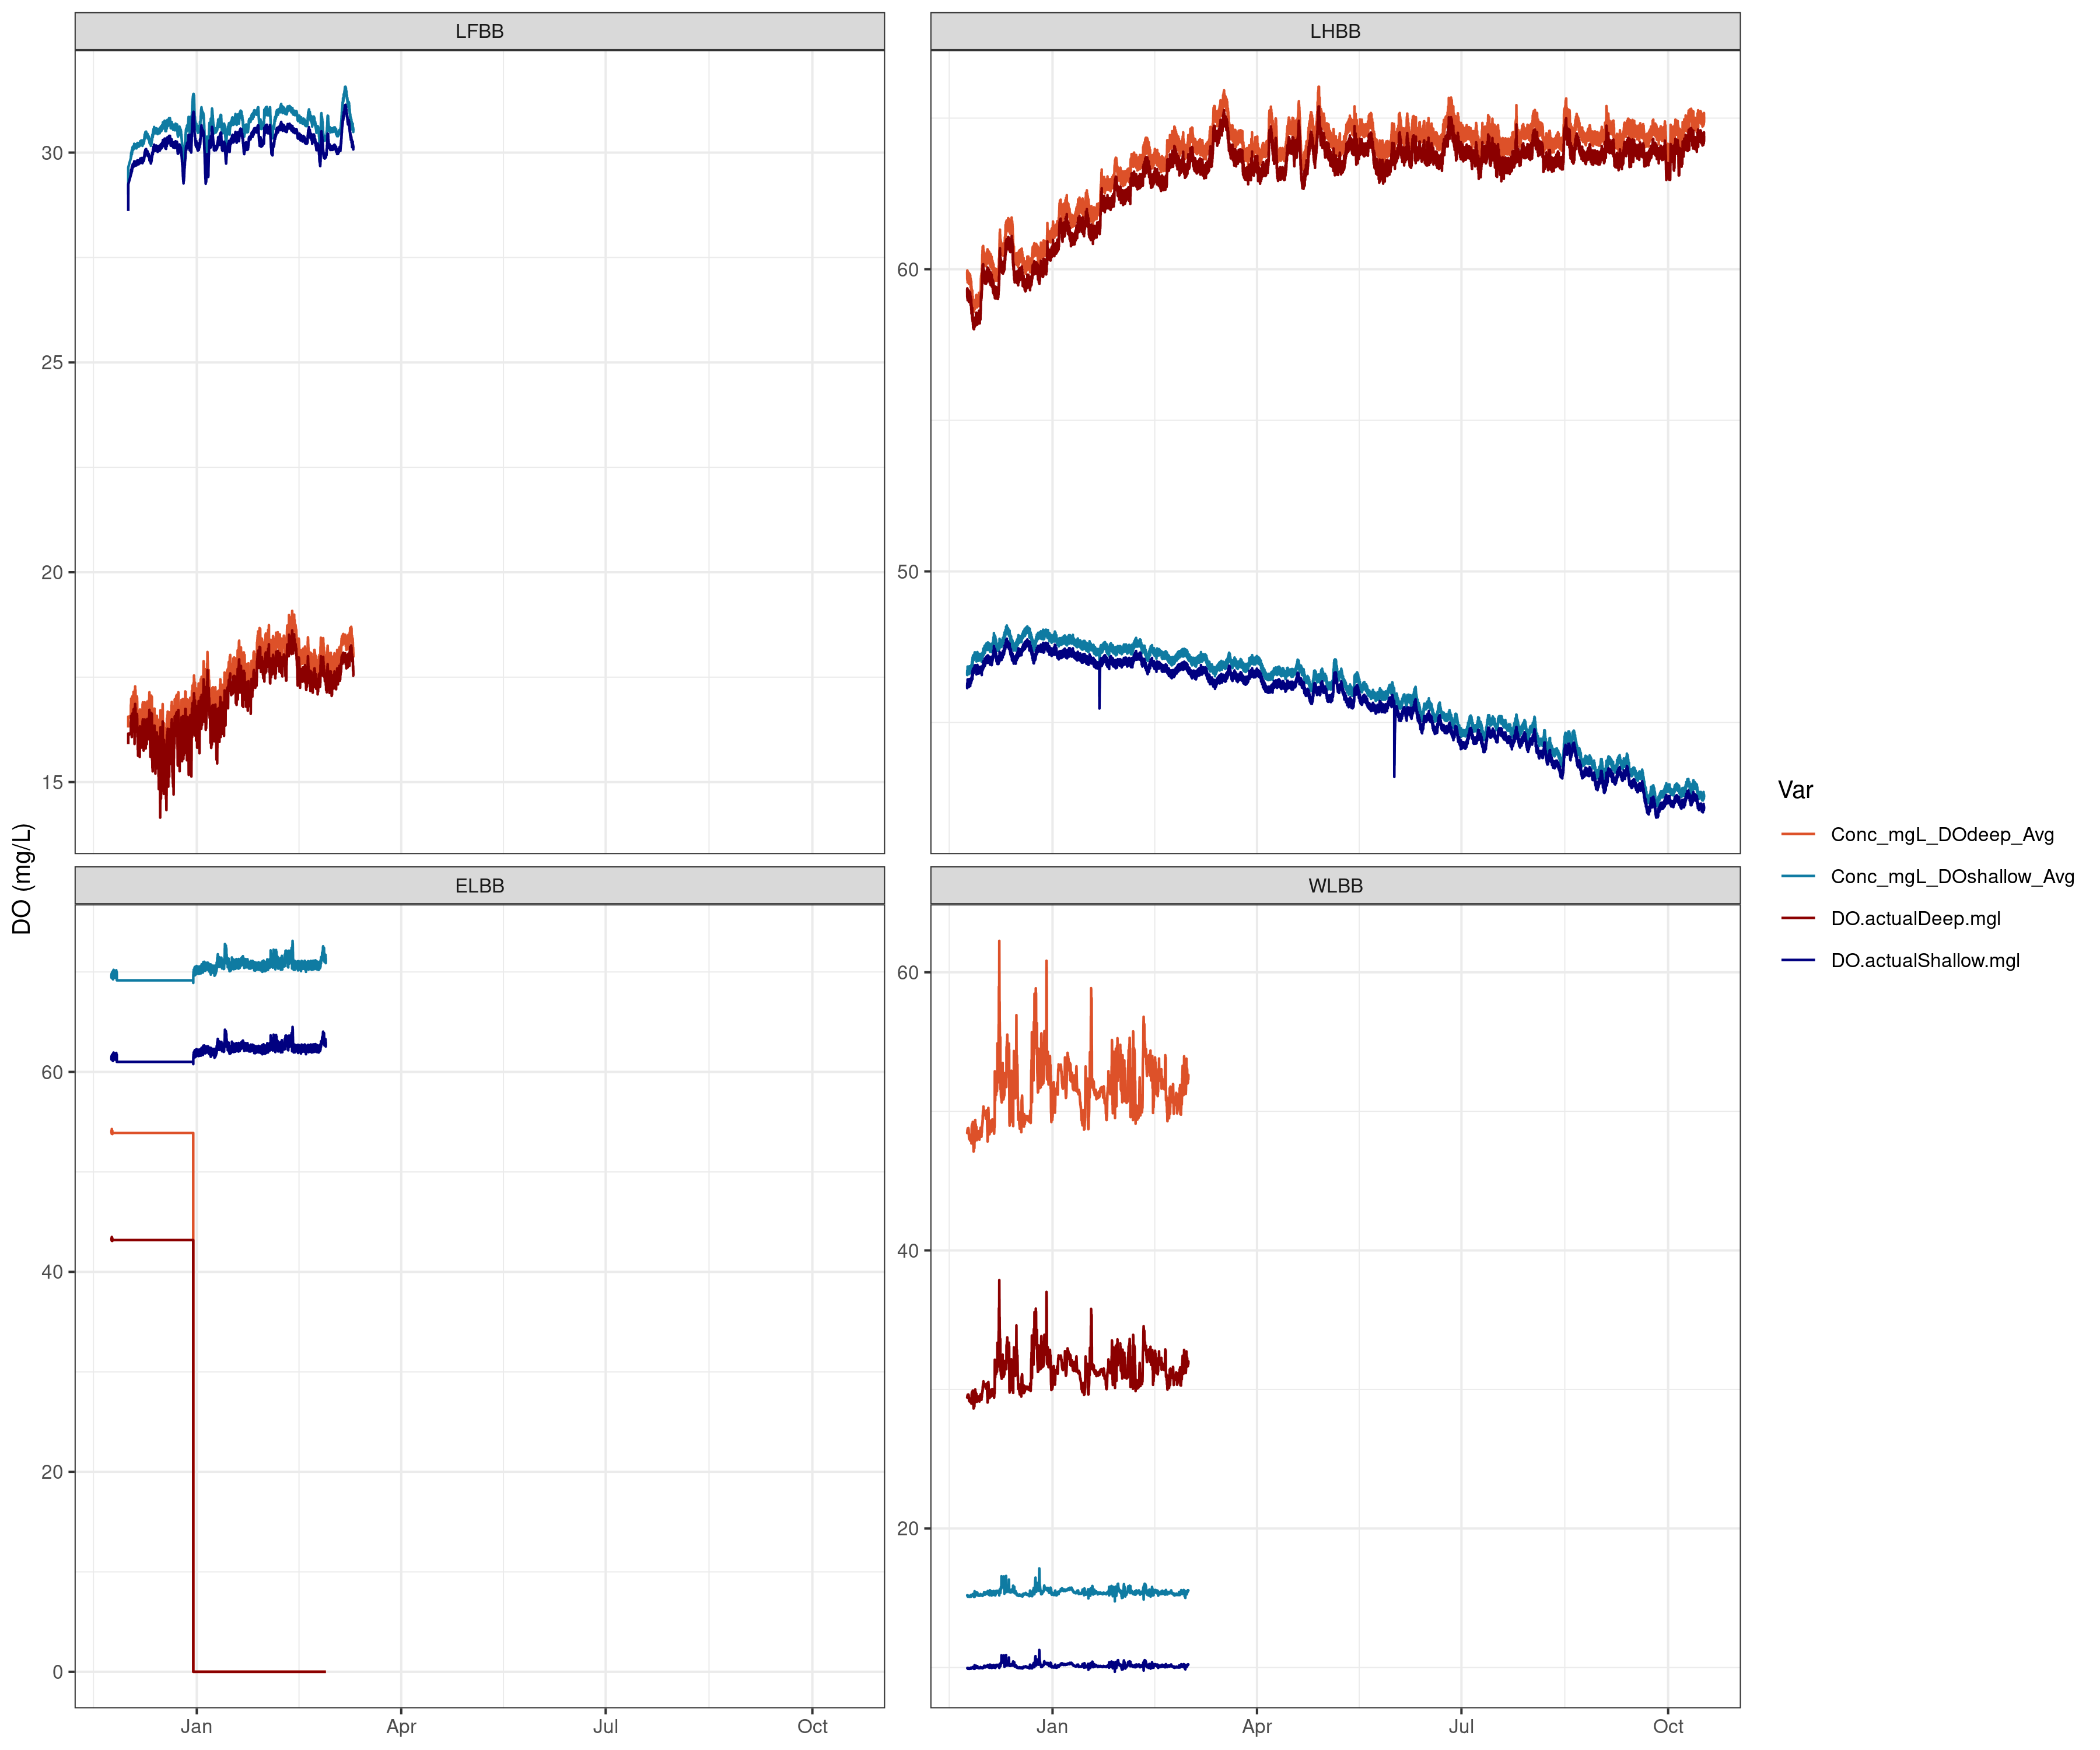 LFBB
LHBB
30
25
20
15
60
50
ELBB
WLBB
60
40
20
0
60
40
20
Jan
Apr
Jul
Oct
Jan
Apr
Jul
Oct
DO (mg/L)
Var
Conc_mgL_DOdeep_Avg
Conc_mgL_DOshallow_Avg
DO.actualDeep.mgl
DO.actualShallow.mgl